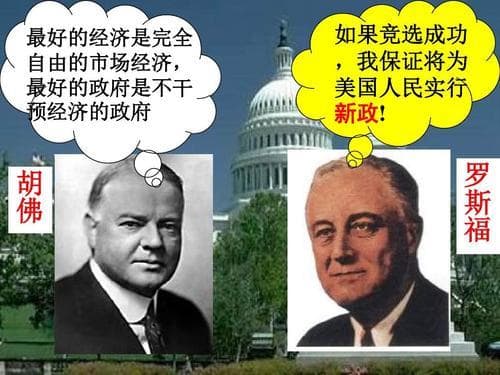 最好的经济是完全
自由的市场经济，
最好的政府是不干
预经济的政府
如果竞选成功
，我保证将为
美国人民实行
新政！
胡佛
罗斯福